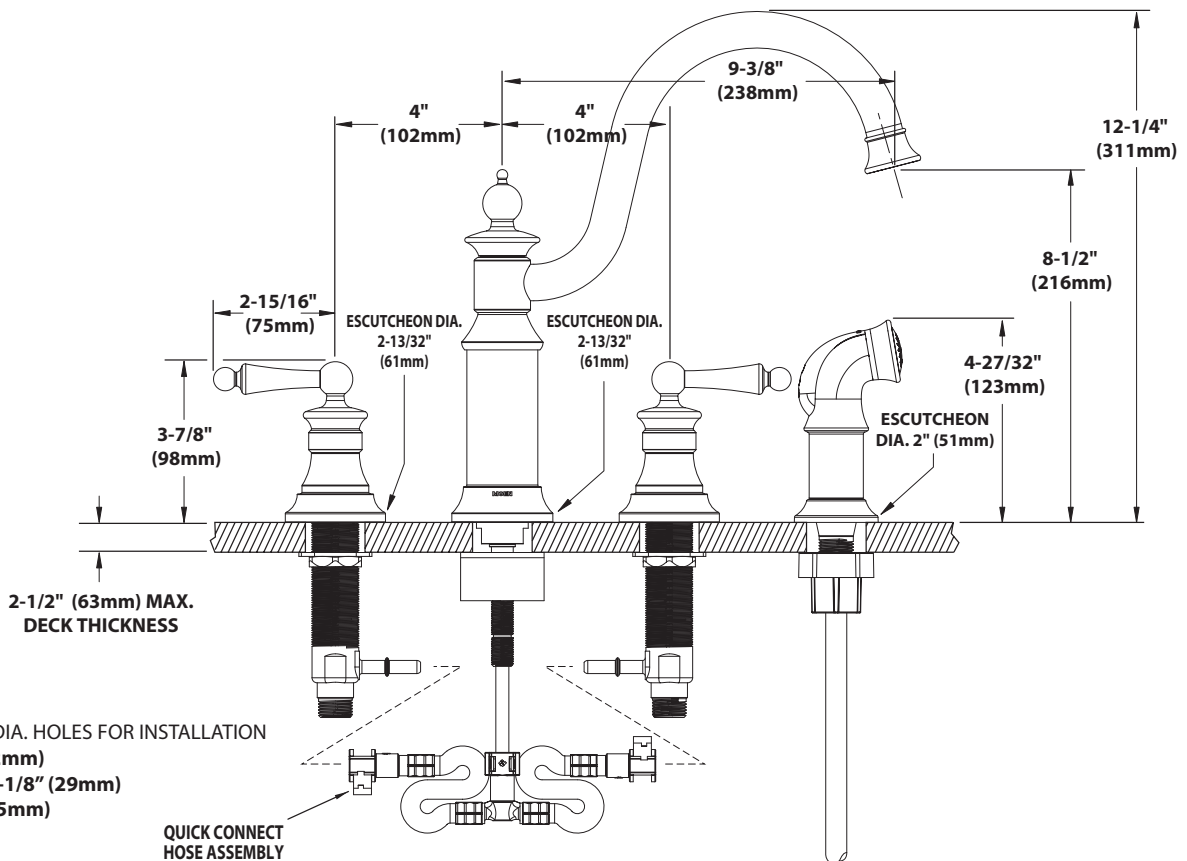 9-3/8"
(238mm)
4"
(102mm)
4"
(102mm)
12-1/4"
(311mm)
8-1/2"
(216mm)
2-15/16"
(75mm)
ESCUTCHEON DIA.
2-13/32"
(61mm)
ESCUTCHEON DIA.
2-13/32"
(61mm)
4-27/32"
(123mm)
3-7/8"
(98mm)
ESCUTCHEON
DIA. 2" (51mm)
MOEN
2-1/2" (63mm) MAX.
DECK THICKNESS
DIA. HOLES FOR INSTALLATION
mm)
-1/8” (29mm)
5mm)
QUICK CONNECT
HOSE ASSEMBLY